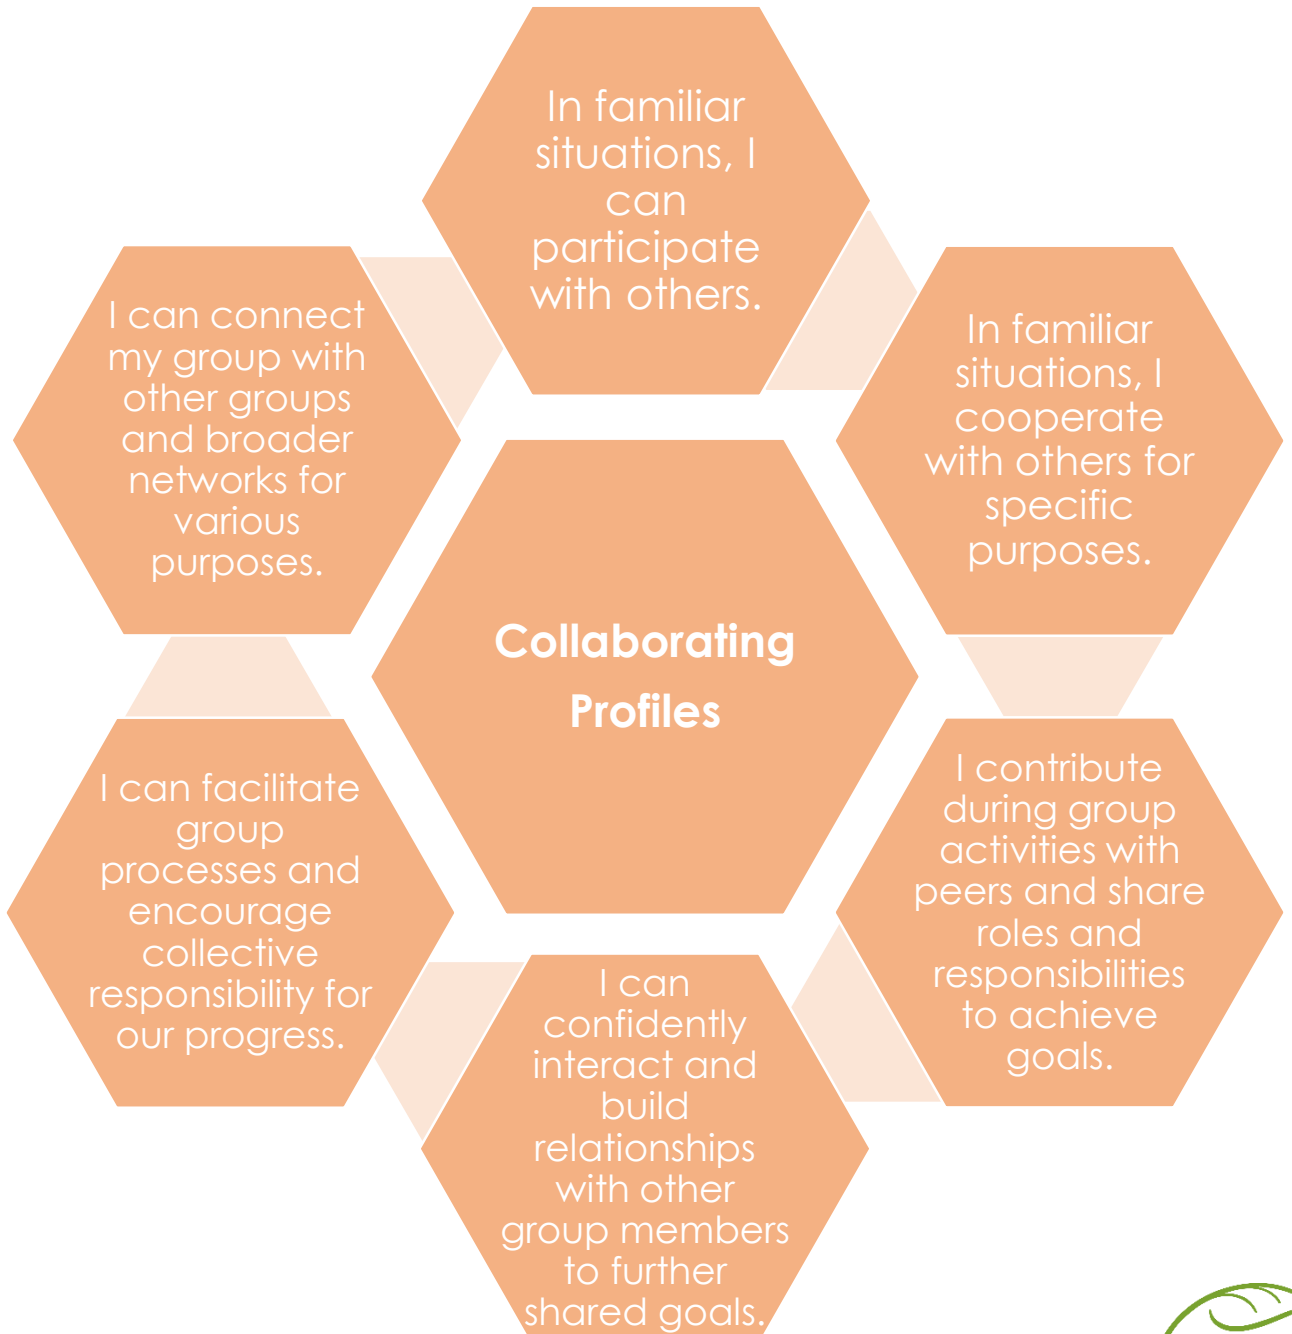 In familiar
situations, I
can
participate
with others.
In familiar
situations, I
cooperate
with others for
specific
purposes.
I contribute
during group
activities with
peers and share
roles and
responsibilities
to achieve
goals.
I can
confidently
interact and
build
relationships
with other
group members
to further
shared goals.
I can facilitate
group
processes and
encourage
collective
responsibility for
our progress.
I can connect
my group with
other groups
and broader
networks for
various
purposes.
Collaborating
Profiles